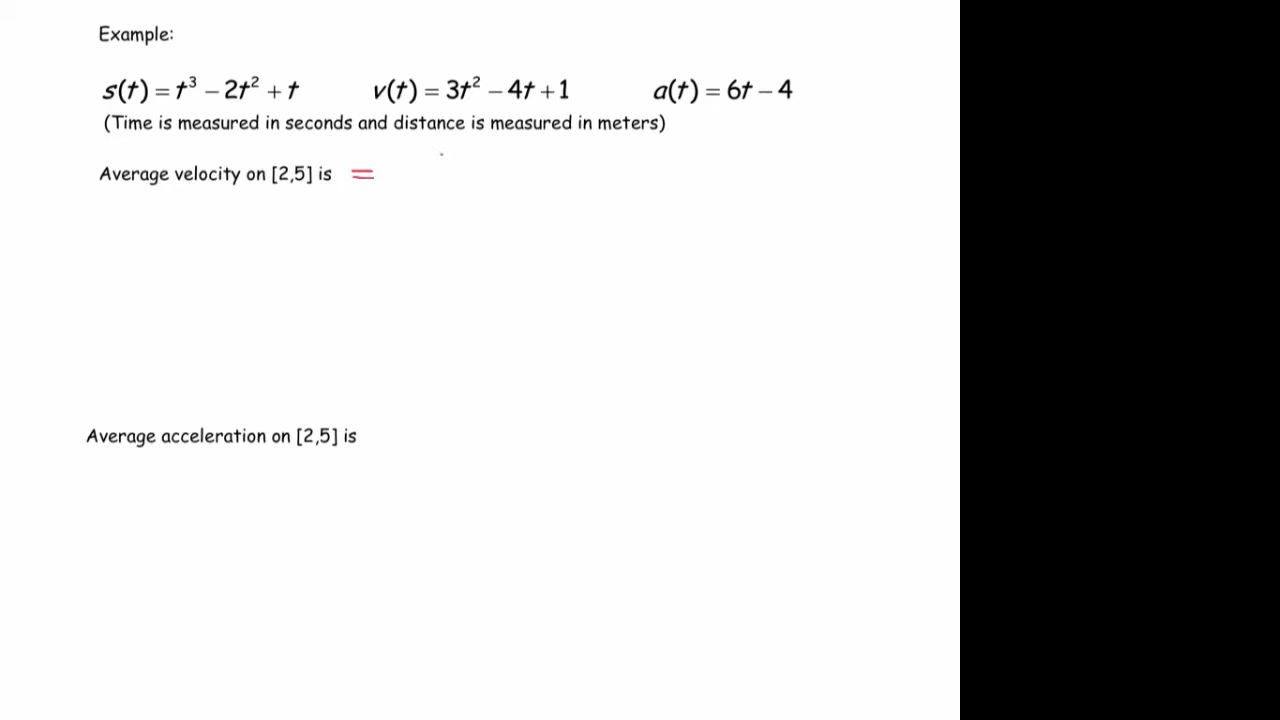 Example:
s(t) = t³ – 2t² + t v(t) = 3t² – 4t + 1 a(t) = 6t – 4
(Time is measured in seconds and distance is measured in meters)
Average velocity on [2,5] is =
Average acceleration on [2,5] is